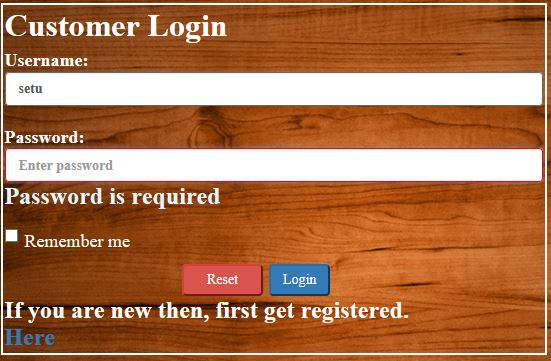 Customer Login
Username:
setu
Password:
Enter password
Password is required
Remember me
Reset Login
If you are new then, first get registered.
Here